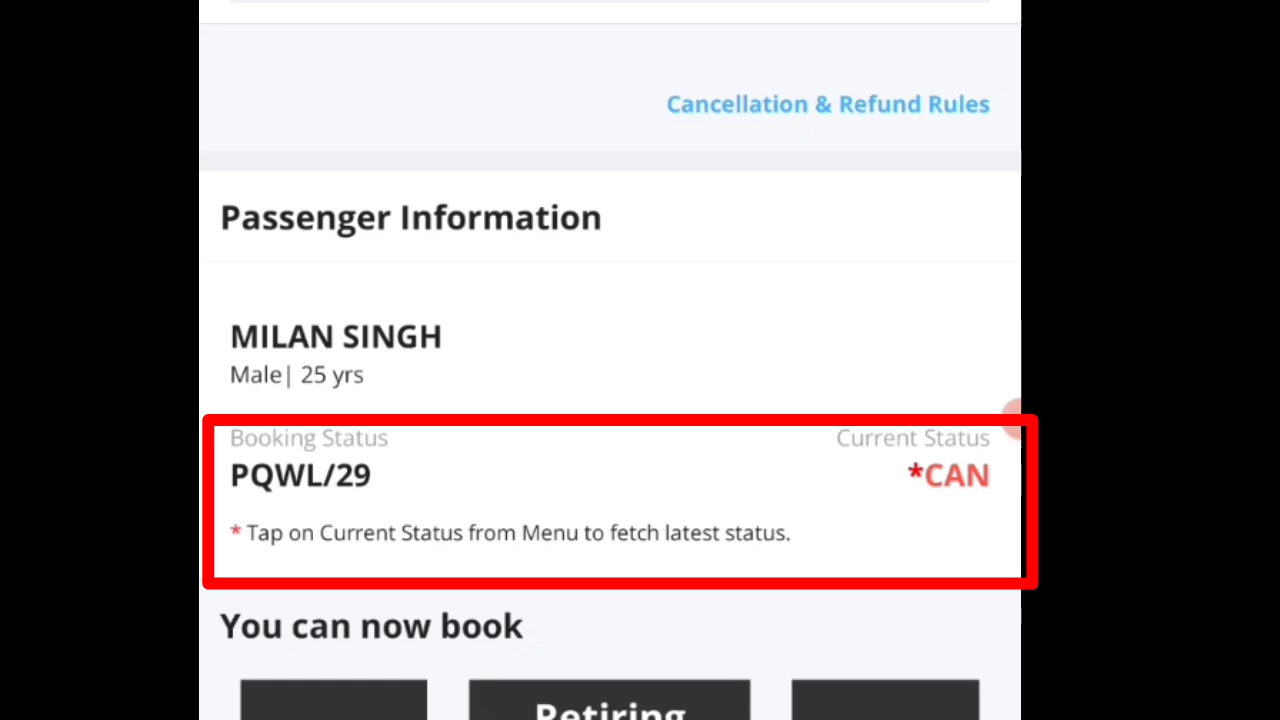 Cancellation & Refund Rules
Passenger Information
MILAN SINGH
Male| 25 yrs
Booking Status
Current Status
PQWL/29
*CAN
* Tap on Current Status from Menu to fetch latest status.
You can now book
Retiring